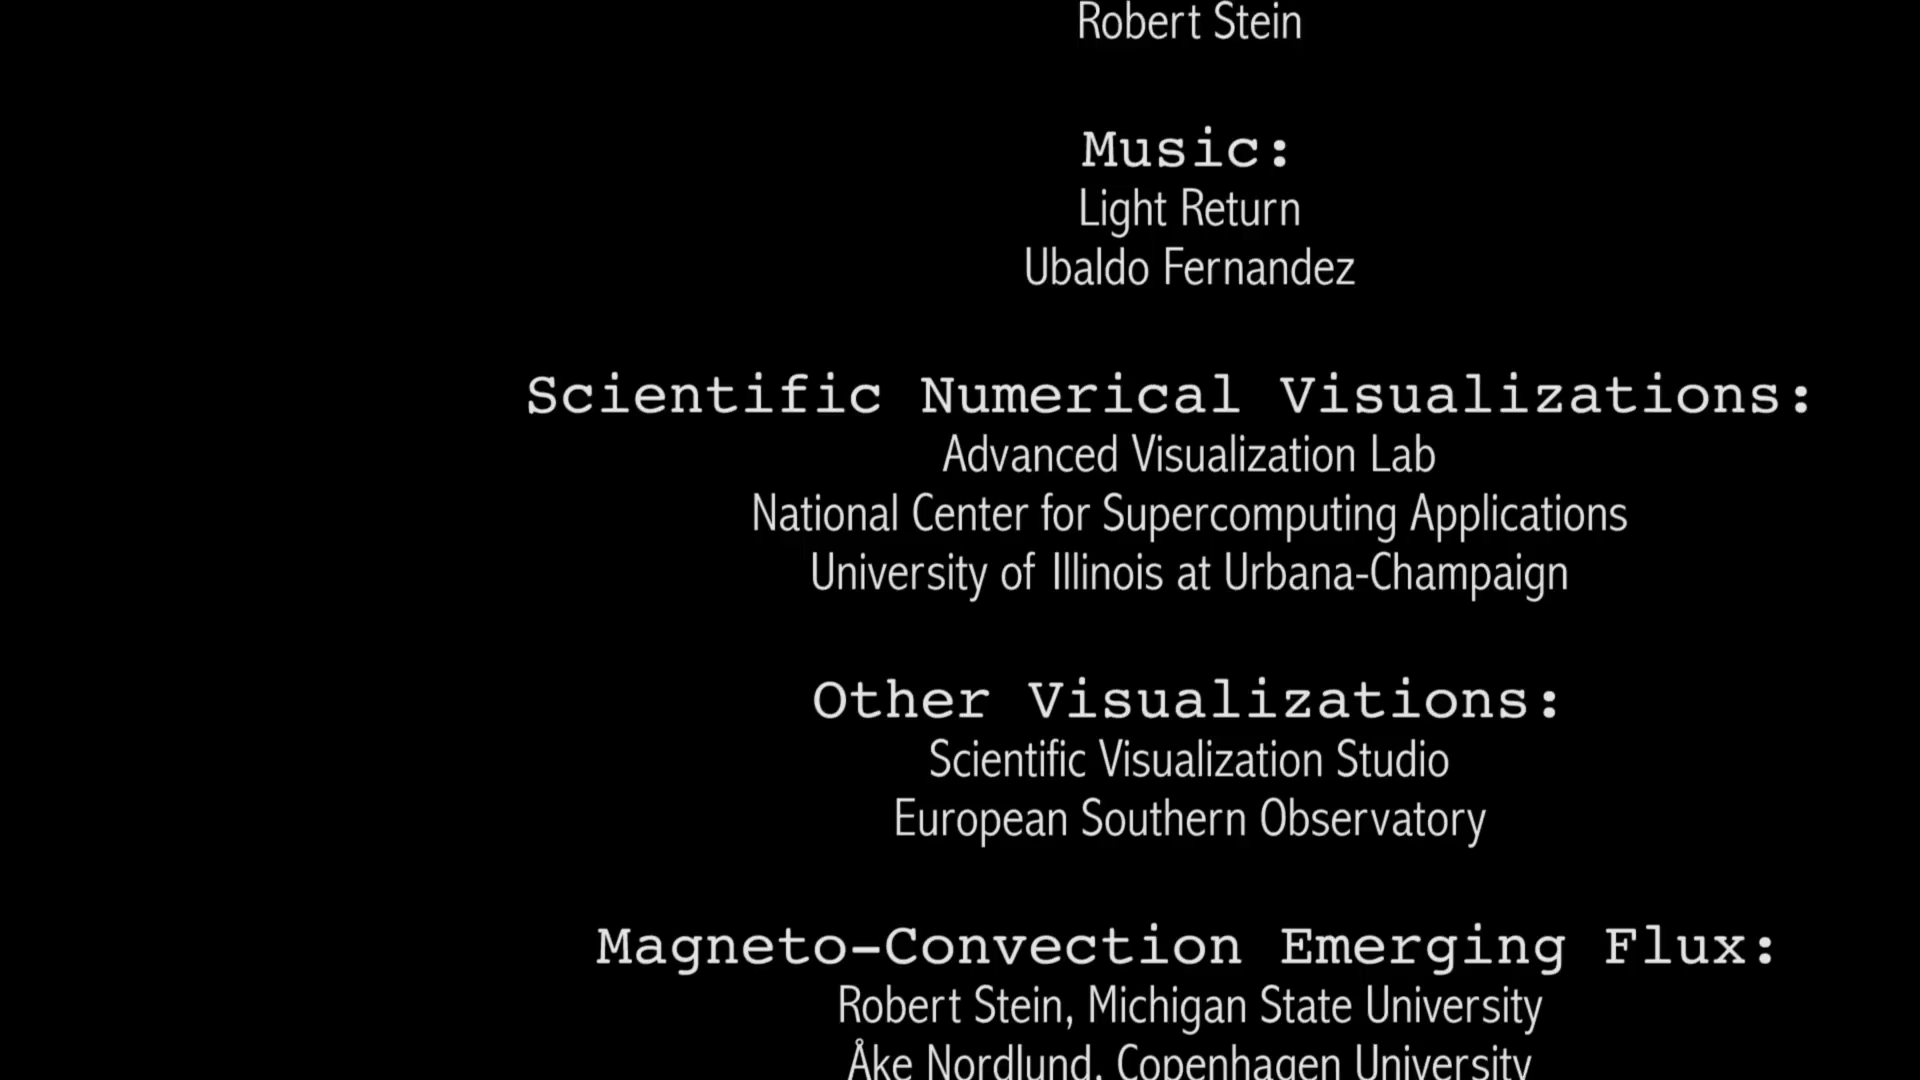 Robert Stein
Music:
Light Return
Ubaldo Fernandez
Scientific Numerical Visualizations:
Advanced Visualization Lab
National Center for Supercomputing Applications
University of Illinois at Urbana-Champaign
Other Visualizations:
Scientific Visualization Studio
European Southern Observatory
Magneto-Convection Emerging Flux:
Robert Stein, Michigan State University
Åke Nordlund, Copenhagen University